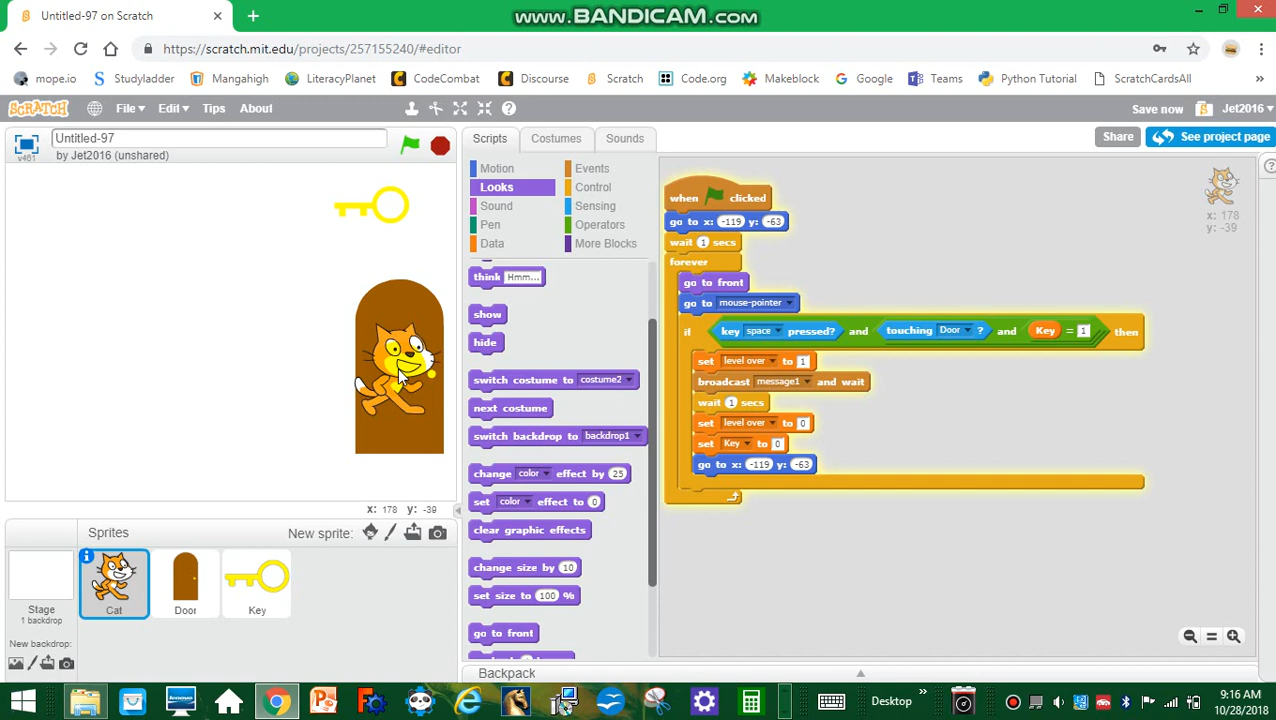 Untitled-97 on Scratch
www.BANDICAM.com
https://scratch.mit.edu/projects/257155240/#editor
mope.io
Studyladder
Mangahigh
LiteracyPlanet
CodeCombat
Discourse
Scratch
Code.org
Makeblock
Google
Teams
Python Tutorial
ScratchCardsAll
SCRATCH
File
Edit
Tips
About
Save now
Jet2016
Untitled-97
v461
by Jet2016 (unshared)
Scripts
Costumes
Sounds
Share
See project page
Motion
Looks
Sound
Pen
Data
Events
Control
Sensing
Operators
More Blocks
think Hmm...
show
hide
switch costume to costume2
next costume
switch backdrop to backdrop1
change color effect by 25
set color effect to 0
clear graphic effects
change size by 10
set size to 100 %
go to front
when clicked
go to x: -119 y: -63
wait 1 secs
forever
go to front
go to mouse-pointer
if key space pressed? and touching Door ? and Key = 1 then
set level over to 1
broadcast message1 and wait
wait 1 secs
set level over to 0
set Key to 0
go to x: -119 y: -63
x: 178
y: -39
x: 178 y: -39
Sprites
New sprite:
Stage
1 backdrop
New backdrop:
Cat
Door
Key
Backpack
Desktop
9:16 AM
10/28/2018